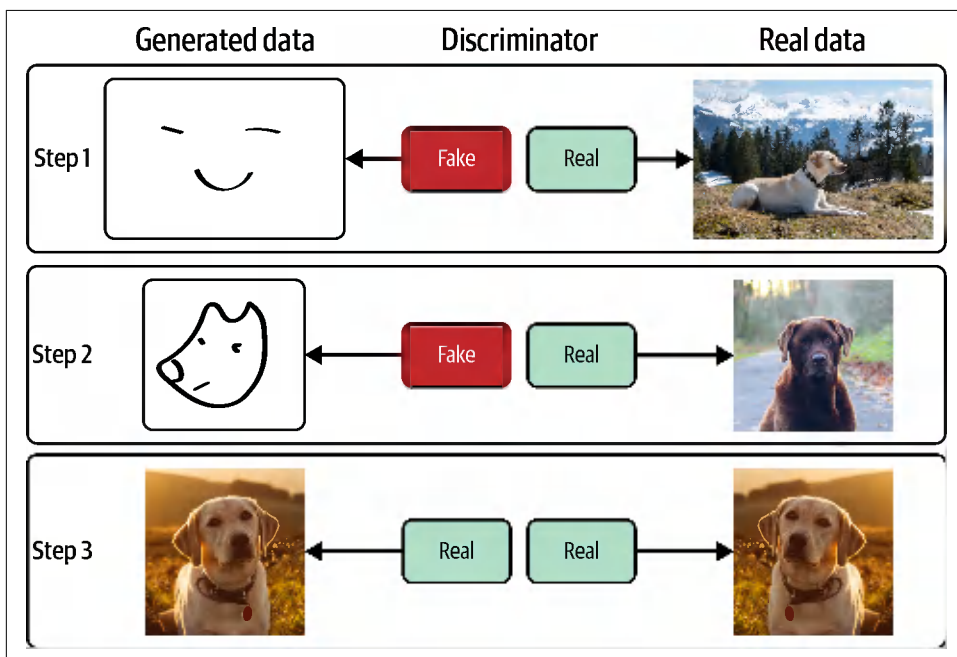 Generated data
Discriminator
Real data
Step 1
Fake
Real
Step 2
Fake
Real
Step 3
Real
Real